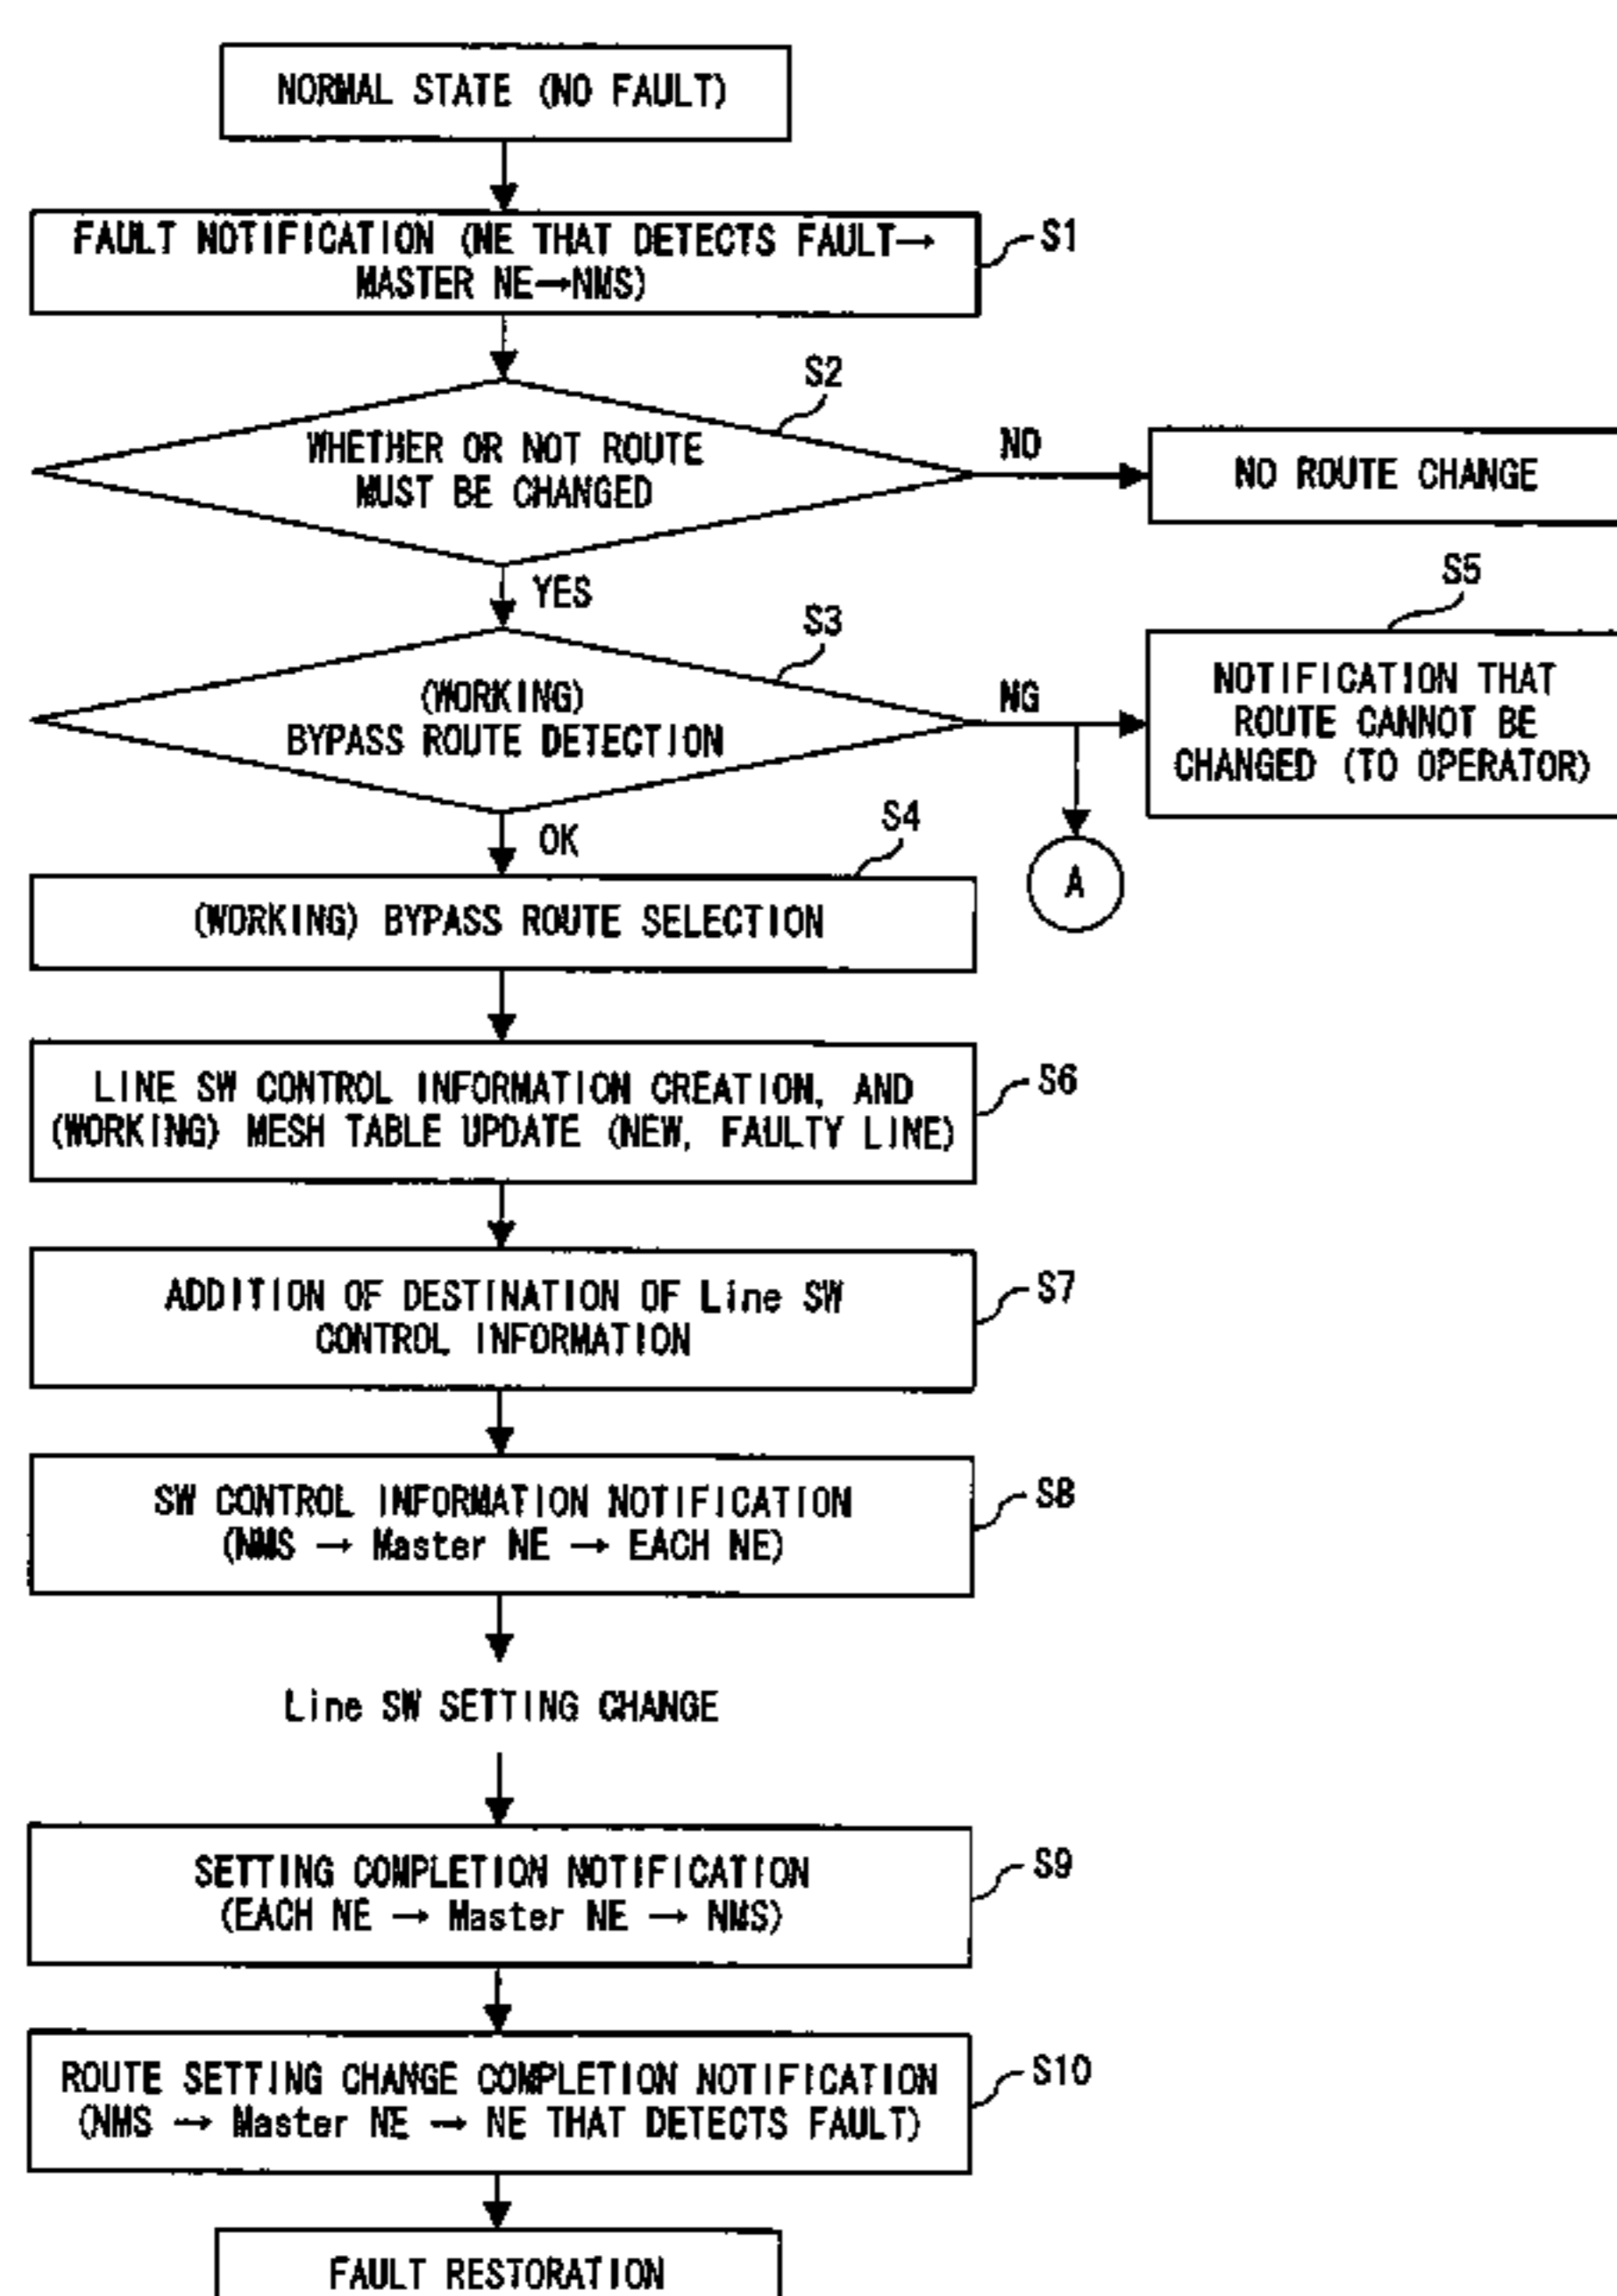 NORMAL STATE (NO FAULT)
FAULT NOTIFICATION (NE THAT DETECTS FAULT→
MASTER NE→NMS)
S1
S2
WHETHER OR NOT ROUTE
MUST BE CHANGED
NO
NO ROUTE CHANGE
YES
S3
(WORKING)
BYPASS ROUTE DETECTION
NG
S5
NOTIFICATION THAT
ROUTE CANNOT BE
CHANGED (TO OPERATOR)
OK
A
S4
(WORKING) BYPASS ROUTE SELECTION
LINE SW CONTROL INFORMATION CREATION, AND
(WORKING) MESH TABLE UPDATE (NEW, FAULTY LINE)
S6
ADDITION OF DESTINATION OF Line SW
CONTROL INFORMATION
S7
SW CONTROL INFORMATION NOTIFICATION
(NMS → Master NE → EACH NE)
S8
Line SW SETTING CHANGE
SETTING COMPLETION NOTIFICATION
(EACH NE → Master NE → NMS)
S9
ROUTE SETTING CHANGE COMPLETION NOTIFICATION
(NMS → Master NE → NE THAT DETECTS FAULT)
S10
FAULT RESTORATION